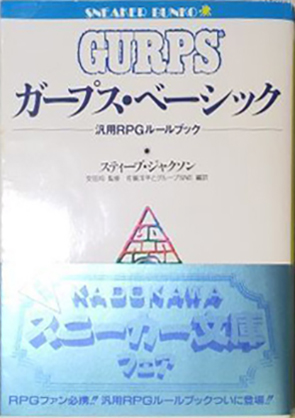 SNEAKER BUNKO
GURPS
ガープス・ベーシック
汎用RPGルールブック
スティーブ・ジャクソン
安田均 監修 佐藤康平とグループSNE 翻訳
KADOKAWA
スニーカー文庫
フェア
RPGファン必携!! 汎用RPGルールブックついに登場!!